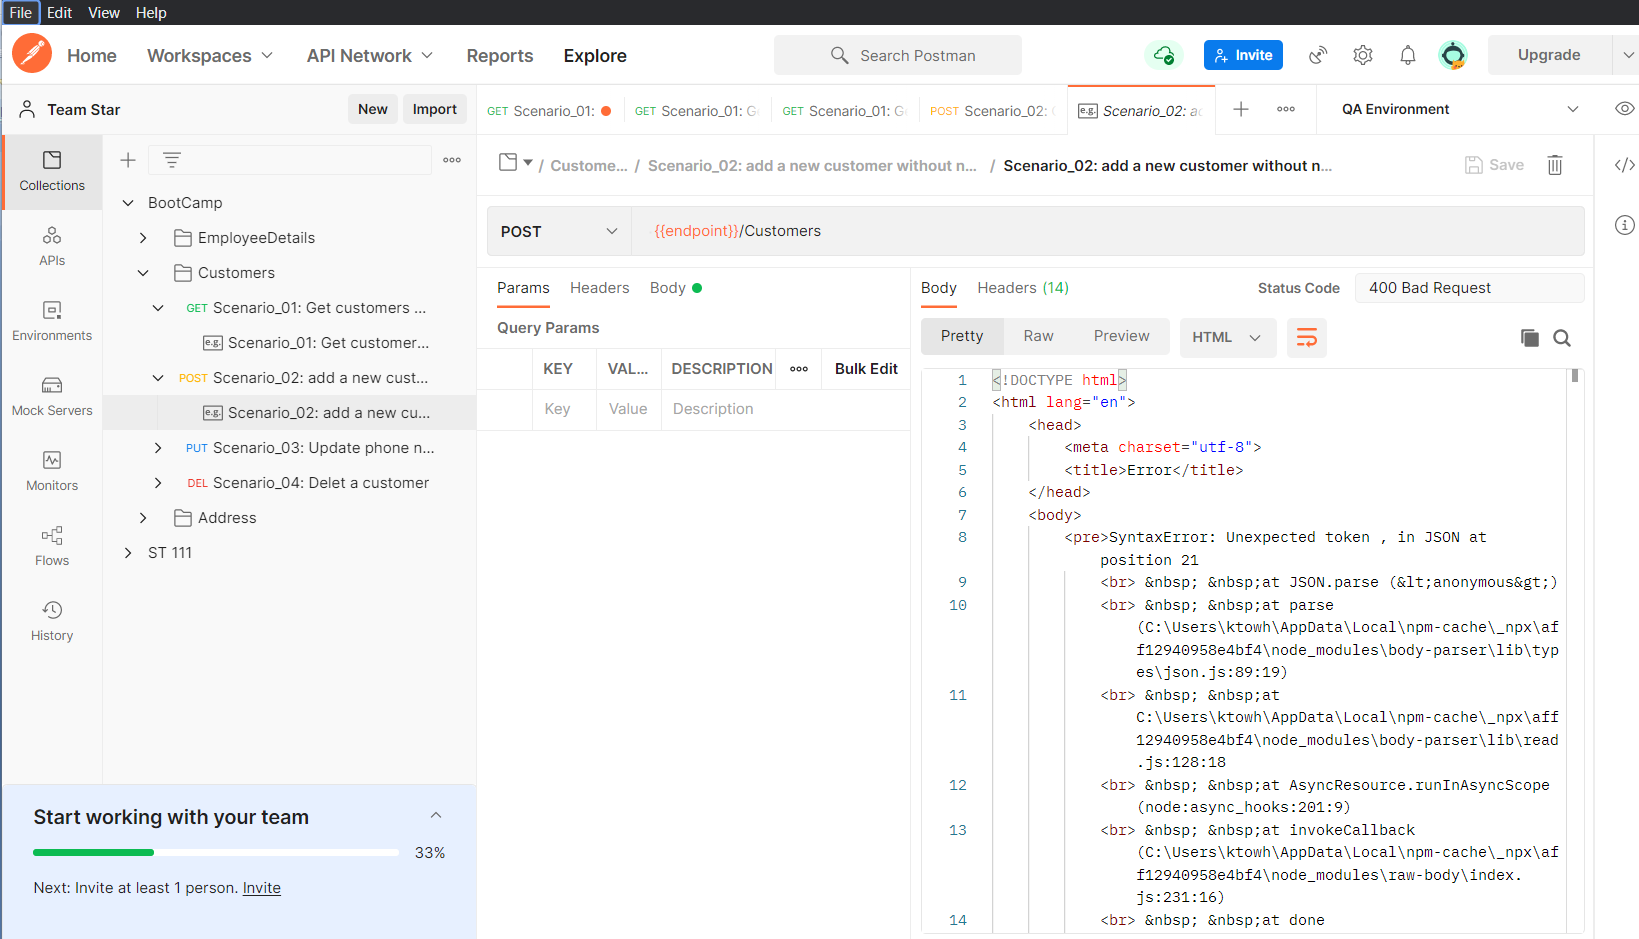 File Edit View Help
Home Workspaces API Network Reports Explore Search Postman Invite Upgrade
Team Star New Import
GET Scenario_01: GET Scenario_01: Ge GET Scenario_01: G POST Scenario_02: e.g. Scenario_02: ac QA Environment
Collections
APIs
Environments
Mock Servers
Monitors
Flows
History
BootCamp
EmployeeDetails
Customers
GET Scenario_01: Get customers ...
e.g. Scenario_01: Get customer...
POST Scenario_02: add a new cust...
e.g. Scenario_02: add a new cu...
PUT Scenario_03: Update phone n...
DEL Scenario_04: Delet a customer
Address
ST 111
Start working with your team
33%
Next: Invite at least 1 person. Invite
/ Custome... / Scenario_02: add a new customer without n... / Scenario_02: add a new customer without n... Save
POST {{endpoint}}/Customers
Params Headers Body
Query Params
KEY VAL... DESCRIPTION Bulk Edit
Key Value Description
Body Headers (14) Status Code 400 Bad Request
Pretty Raw Preview HTML
1 <!DOCTYPE html>
2 <html lang="en">
3 <head>
4 <meta charset="utf-8">
5 <title>Error</title>
6 </head>
7 <body>
8 <pre>SyntaxError: Unexpected token , in JSON at
position 21
9 <br> &nbsp; &nbsp;at JSON.parse (&lt;anonymous&gt;)
10 <br> &nbsp; &nbsp;at parse
(C:\Users\ktowh\AppData\Local\npm-cache\_npx\af
f12940958e4bf4\node_modules\body-parser\lib\typ
es\json.js:89:19)
11 <br> &nbsp; &nbsp;at
C:\Users\ktowh\AppData\Local\npm-cache\_npx\aff
12940958e4bf4\node_modules\body-parser\lib\read
.js:128:18
12 <br> &nbsp; &nbsp;at AsyncResource.runInAsyncScope
(node:async_hooks:201:9)
13 <br> &nbsp; &nbsp;at invokeCallback
(C:\Users\ktowh\AppData\Local\npm-cache\_npx\af
f12940958e4bf4\node_modules\raw-body\index.
js:231:16)
14 <br> &nbsp; &nbsp;at done